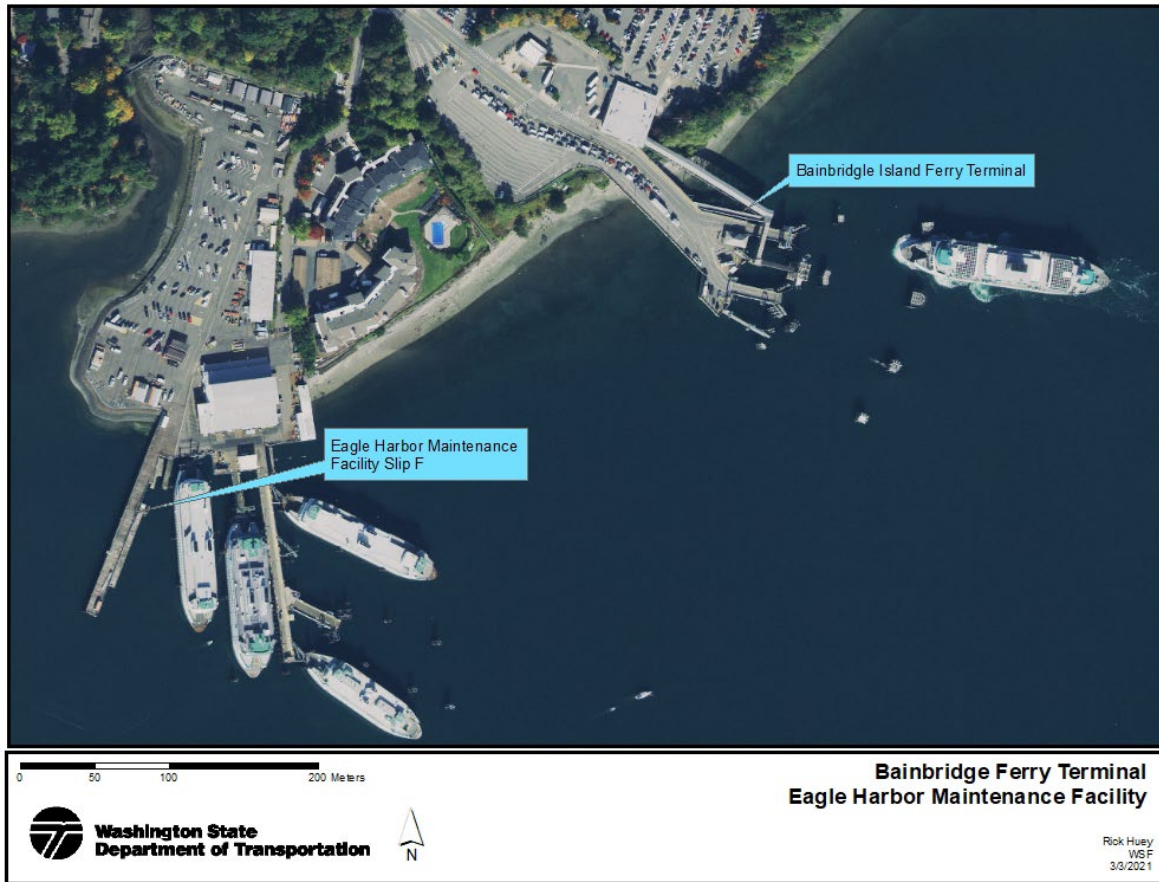 Bainbridgle Island Ferry Terminal
Eagle Harbor Maintenance
Facility Slip F
0 50 100 200 Meters
Bainbridge Ferry Terminal
Eagle Harbor Maintenance Facility
Washington State
Department of Transportation
N
Rick Huey
WSF
3/3/2021